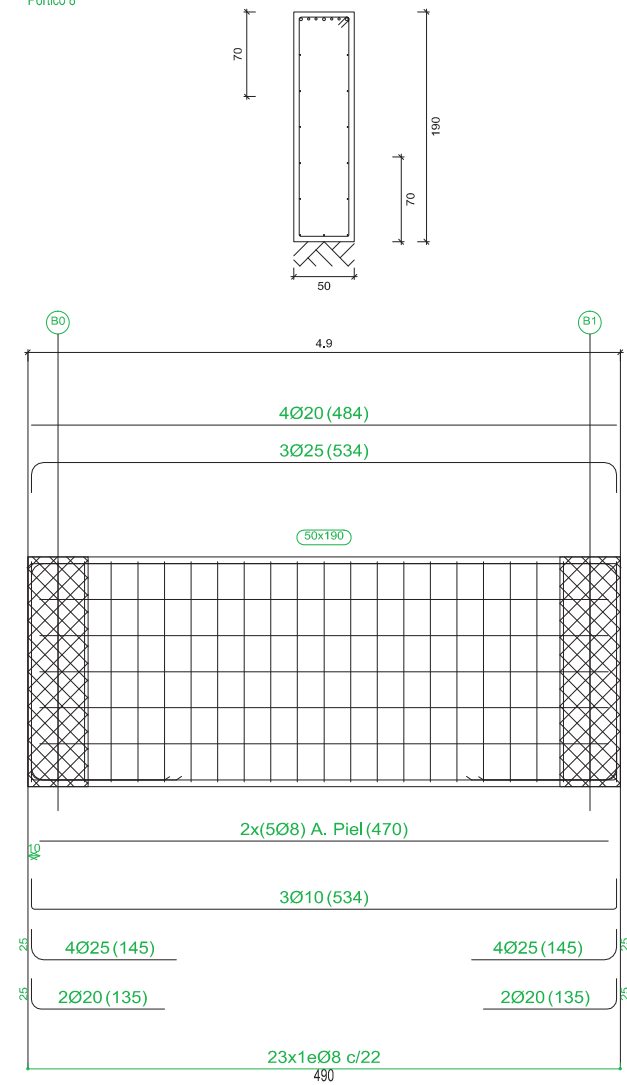 Pórtico 8
70
190
70
50
B0
B1
4.9
4Ø20 (484)
3Ø25 (534)
50x190
2x(5Ø8) A. Piel (470)
10
3Ø10 (534)
25
4Ø25 (145)
4Ø25 (145)
25
25
2Ø20 (135)
2Ø20 (135)
25
23x1eØ8 c/22
490